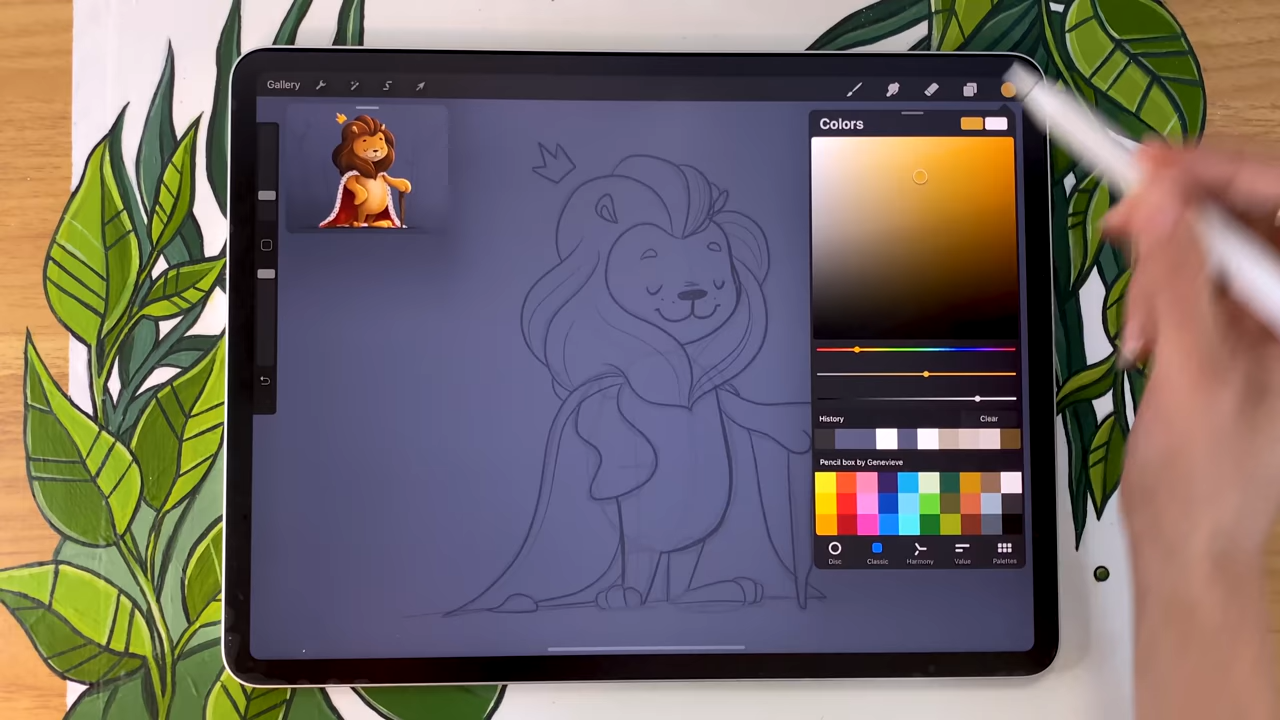 Gallery
Colors
History Clear
Pencil box by Genevieve
Disc Classic Harmony Value Palettes